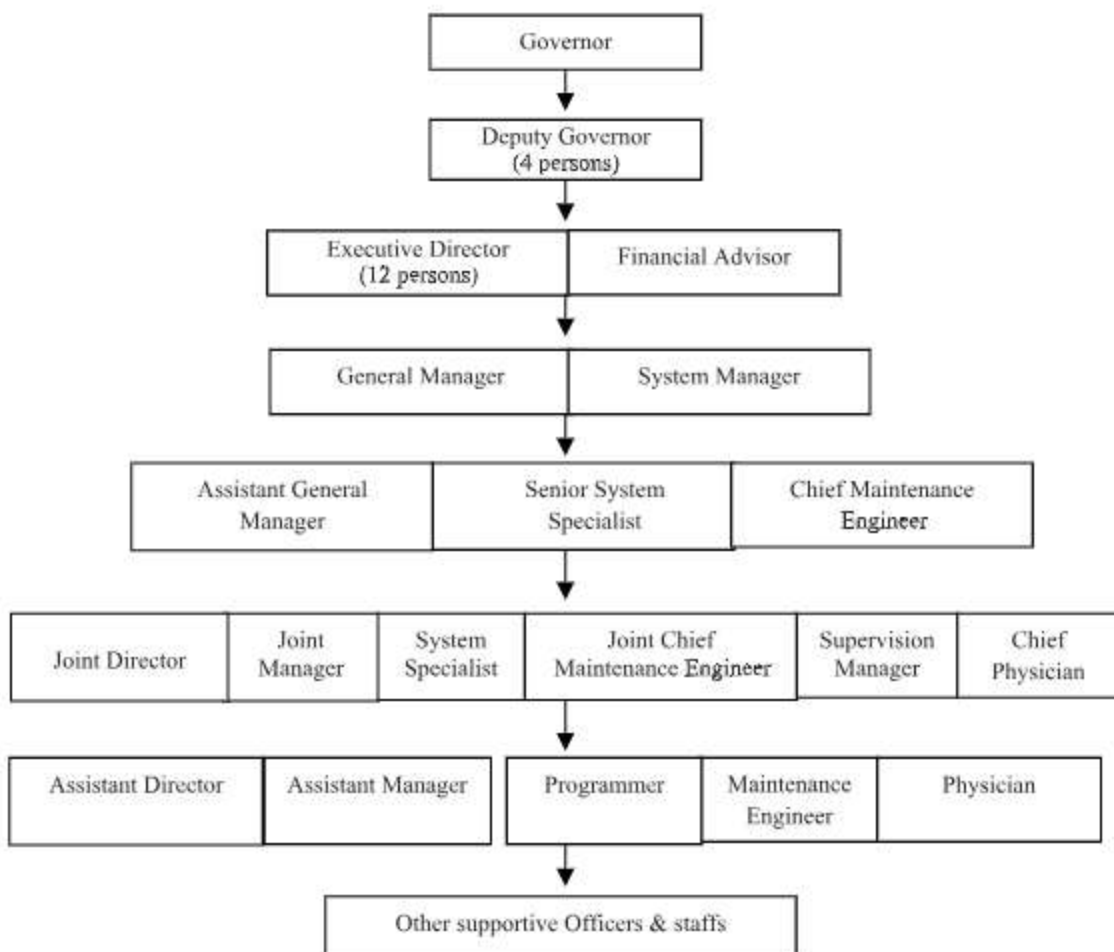 Governor
Deputy Governor
(4 persons)
Executive Director
(12 persons)
Financial Advisor
General Manager
System Manager
Assistant General
Manager
Senior System
Specialist
Chief Maintenance
Engineer
Joint Director
Joint
Manager
System
Specialist
Joint Chief
Maintenance Engineer
Supervision
Manager
Chief
Physician
Assistant Director
Assistant Manager
Programmer
Maintenance
Engineer
Physician
Other supportive Officers & staffs